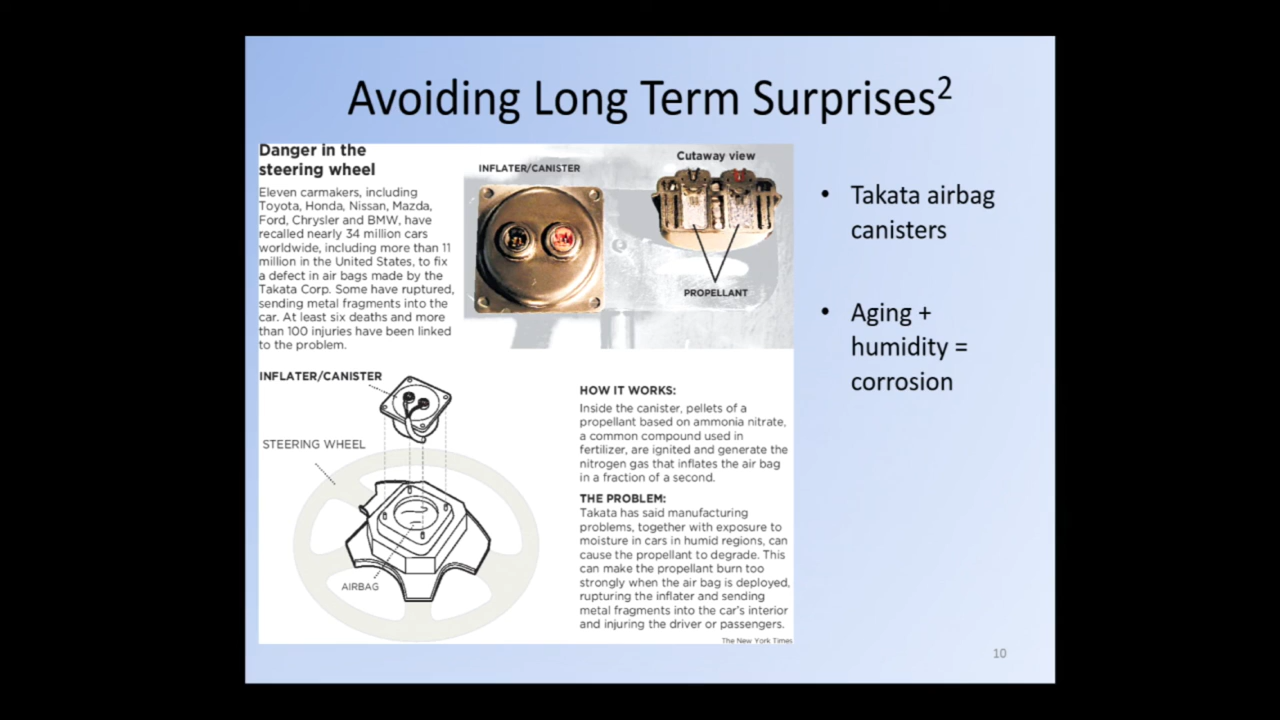 Avoiding Long Term Surprises2
Danger in the
steering wheel
Eleven carmakers, including
Toyota, Honda, Nissan, Mazda,
Ford, Chrysler and BMW, have
recalled nearly 34 million cars
worldwide, including more than 11
million in the United States, to fix
a defect in air bags made by the
Takata Corp. Some have ruptured,
sending metal fragments into the
car. At least six deaths and more
than 100 injuries have been linked
to the problem.
INFLATER/CANISTER
Cutaway view
PROPELLANT
INFLATER/CANISTER
STEERING WHEEL
AIRBAG
HOW IT WORKS:
Inside the canister, pellets of a
propellant based on ammonia nitrate,
a common compound used in
fertilizer, are ignited and generate the
nitrogen gas that inflates the air bag
in a fraction of a second.
THE PROBLEM:
Takata has said manufacturing
problems, together with exposure to
moisture in cars in humid regions, can
cause the propellant to degrade. This
can make the propellant burn too
strongly when the air bag is deployed,
rupturing the inflater and sending
metal fragments into the car's interior
and injuring the driver or passengers.
The New York Times
• Takata airbag
canisters
• Aging +
humidity =
corrosion
10